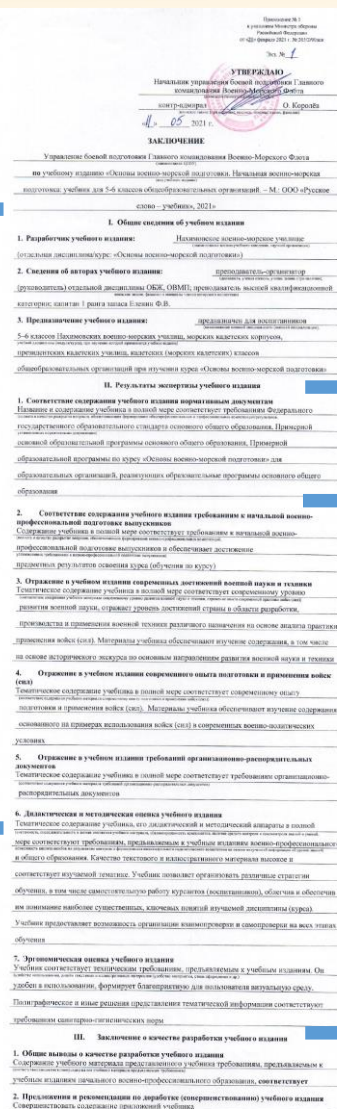 Приложение № 1
к указаниям Министра обороны
Российской Федерации
Экз. № 1
УТВЕРЖДАЮ
Начальник управления боевой подготовки Главного
командования Военно-Морского Флота
контр-адмирал О. Королёв
«11» 05 2021 г.
ЗАКЛЮЧЕНИЕ
Управление боевой подготовки Главного командования Военно-Морского Флота
по учебному изданию «Основы военно-морской подготовки. Начальная военно-морская
подготовка: учебник для 5-6 классов общеобразовательных организаций. – М.: ООО «Русское
слово – учебник», 2021»
I. Общие сведения об учебном издании
1. Разработчик учебного издания: Нахимовское военно-морское училище
(отдельная дисциплина/курс: «Основы военно-морской подготовки»)
2. Сведения об авторах учебного издания: преподаватель-организатор
(руководитель) отдельной дисциплины ОБЖ, ОВМП; преподаватель высшей квалификационной
категории; капитан 1 ранга запаса Еленин Ф.В.
3. Предназначение учебного издания: предназначен для воспитанников
5-6 классов Нахимовских военно-морских училищ, морских кадетских корпусов,
президентских кадетских училищ, кадетских (морских кадетских) классов
общеобразовательных организаций при изучении курса «Основы военно-морской подготовки»
II. Результаты экспертизы учебного издания
1. Соответствие содержания учебного издания нормативным документам
Название и содержание учебника в полной мере соответствует требованиям Федерального
государственного образовательного стандарта основного общего образования, Примерной
основной образовательной программы основного общего образования, Примерной
образовательной программы по курсу «Основы военно-морской подготовки» для
образовательных организаций, реализующих образовательные программы основного общего
образования
2. Соответствие содержания учебного издания требованиям к начальной военно-
профессиональной подготовке выпускников
Содержание учебника в полной мере соответствует требованиям к начальной военно-
профессиональной подготовке выпускников и обеспечивает достижение
предметных результатов освоения курса (обучения по курсу)
3. Отражение в учебном издании современных достижений военной науки и техники
Тематическое содержание учебника в полной мере соответствует современному уровню
развития военной науки, отражает уровень достижений страны в области разработки,
производства и применения военной техники различного назначения на основе анализа практики
применения войск (сил). Материалы учебника обеспечивают изучение содержания, в том числе
на основе исторического экскурса по основным направлениям развития военной науки и техники
4. Отражение в учебном издании современного опыта подготовки и применения войск
(сил)
Тематическое содержание учебника в полной мере соответствует современному опыту
подготовки и применения войск (сил). Материалы учебника обеспечивают изучение содержания
основанного на примерах использования войск (сил) в современных военно-политических
условиях
5. Отражение в учебном издании требований организационно-распорядительных
документов
Тематическое содержание учебника в полной мере соответствует требованиям организационно-
распорядительных документов
6. Дидактическая и методическая оценка учебного издания
Тематическое содержание учебника, его дидактический и методический аппараты в полной
мере соответствуют требованиям, предъявляемым к учебным изданиям военно-профессионального
и общего образования. Качество текстового и иллюстративного материала высокое и
соответствует изучаемой тематике. Учебник позволяет организовать различные стратегии
обучения, в том числе самостоятельную работу курсантов (воспитанников), облегчив и обеспечив
им понимание наиболее существенных, ключевых понятий изучаемой дисциплины (курса).
Учебник предоставляет возможность организации взаимопроверки и самопроверки на всех этапах
обучения
7. Эргономическая оценка учебного издания
Учебник соответствует техническим требованиям, предъявляемым к учебным изданиям. Он
удобен в использовании, формирует благоприятную для пользователя визуальную среду.
Полиграфическое и иные решения представления тематической информации соответствуют
требованиям санитарно-гигиенических норм
III. Заключение о качестве разработки учебного издания
1. Общие выводы о качестве разработки учебного издания
Содержание учебного материала представленного учебника требованиям, предъявляемым к
учебным изданиям начального военно-профессионального образования, соответствует
2. Предложения и рекомендации по доработке (совершенствованию) учебного издания
Совершенствовать содержание приложений учебника